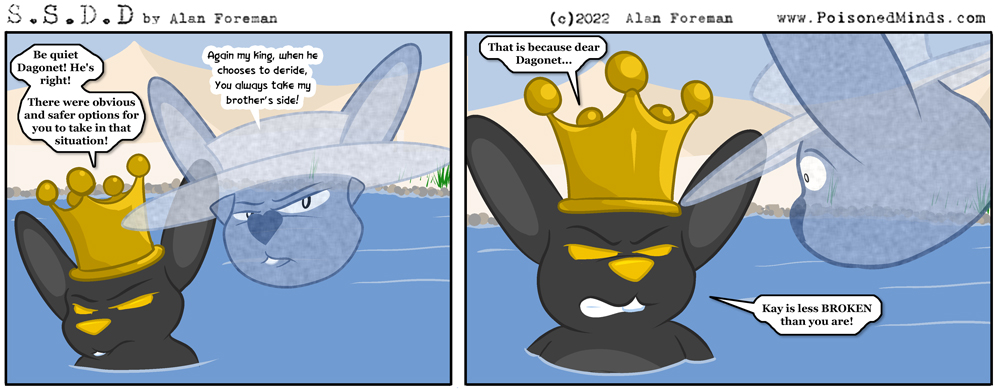 S.S.D.D by Alan Foreman (c)2022 Alan Foreman www.PoisonedMinds.com
Be quiet
Dagonet! He's
right!
There were obvious
and safer options for
you to take in that
situation!
Again my king, when he
chooses to deride,
You always take my
brother's side!
That is because dear
Dagonet...
Kay is less BROKEN
than you are!